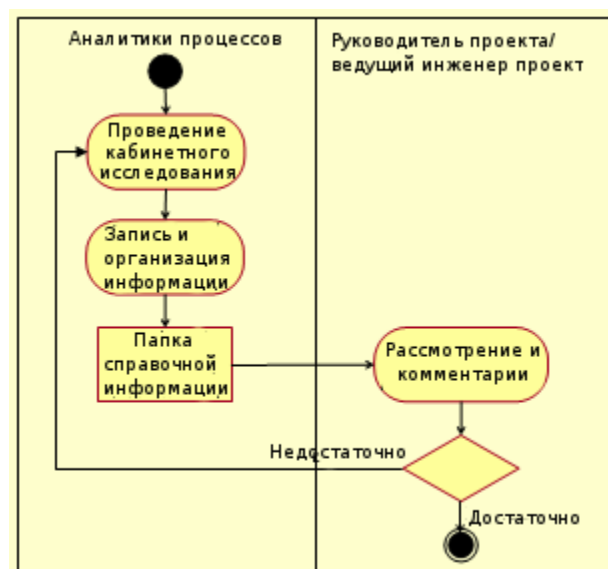 Аналитики процессов
Руководитель проекта/
ведущий инженер проект
Проведение
кабинетного
исследования
Запись и
организация
информации
Папка
справочной
информации
Рассмотрение и
комментарии
Недостаточно
Достаточно